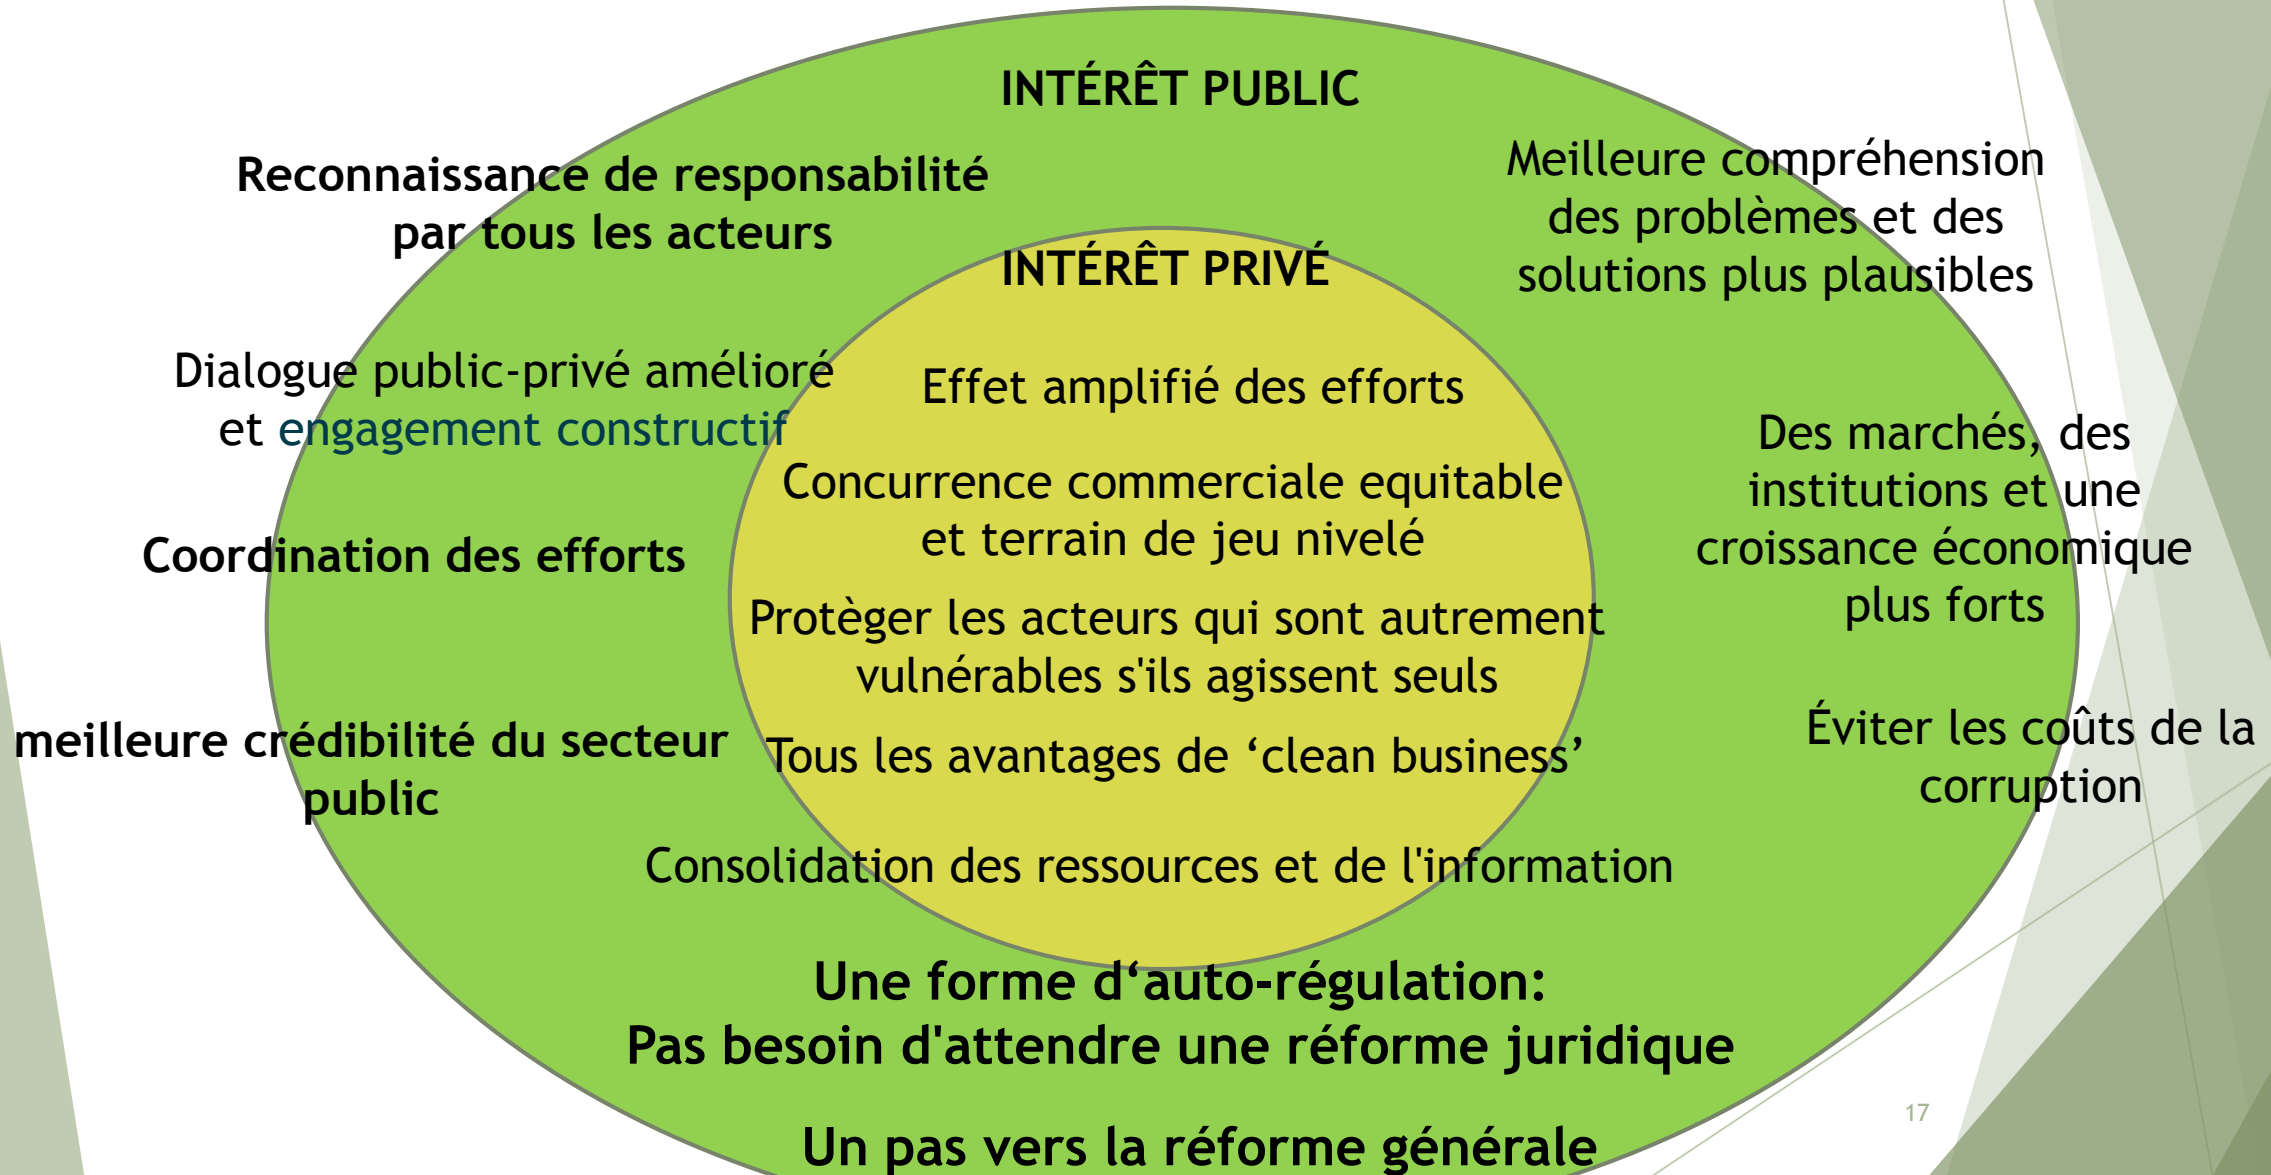 INTÉRÊT PUBLIC
Reconnaissance de responsabilité
par tous les acteurs
Meilleure compréhension
des problèmes et des
solutions plus plausibles
INTÉRÊT PRIVÉ
Dialogue public-privé amélioré
et engagement constructif
Effet amplifié des efforts
Des marchés, des
institutions et une
croissance économique
plus forts
Concurrence commerciale equitable
et terrain de jeu nivelé
Coordination des efforts
Protèger les acteurs qui sont autrement
vulnérables s'ils agissent seuls
meilleure crédibilité du secteur
public
Tous les avantages de ‘clean business’
Éviter les coûts de la
corruption
Consolidation des ressources et de l'information
Une forme d‘auto-régulation:
Pas besoin d'attendre une réforme juridique
Un pas vers la réforme générale
17